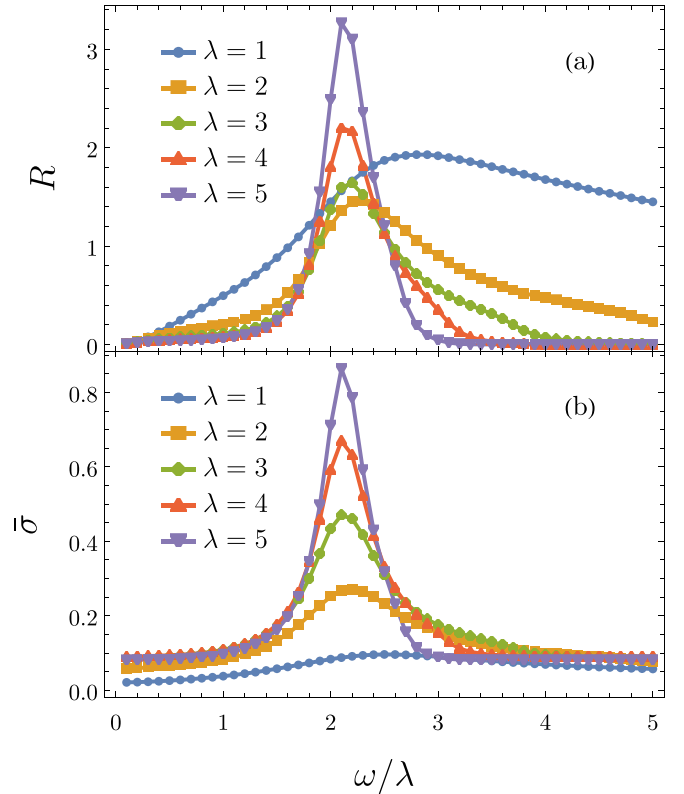 3
2
1
0
R
λ = 1
λ = 2
λ = 3
λ = 4
λ = 5
(a)
0.8
0.6
0.4
0.2
0.0
σ̄
λ = 1
λ = 2
λ = 3
λ = 4
λ = 5
(b)
0 1 2 3 4 5
ω/λ